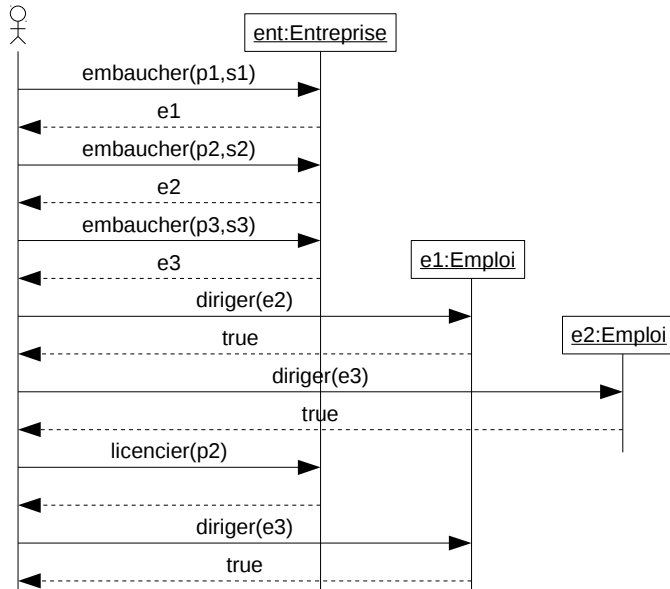 ent:Entreprise
embaucher(p1,s1)
e1
embaucher(p2,s2)
e2
embaucher(p3,s3)
e3
e1:Emploi
diriger(e2)
true
e2:Emploi
diriger(e3)
true
licencier(p2)
diriger(e3)
true